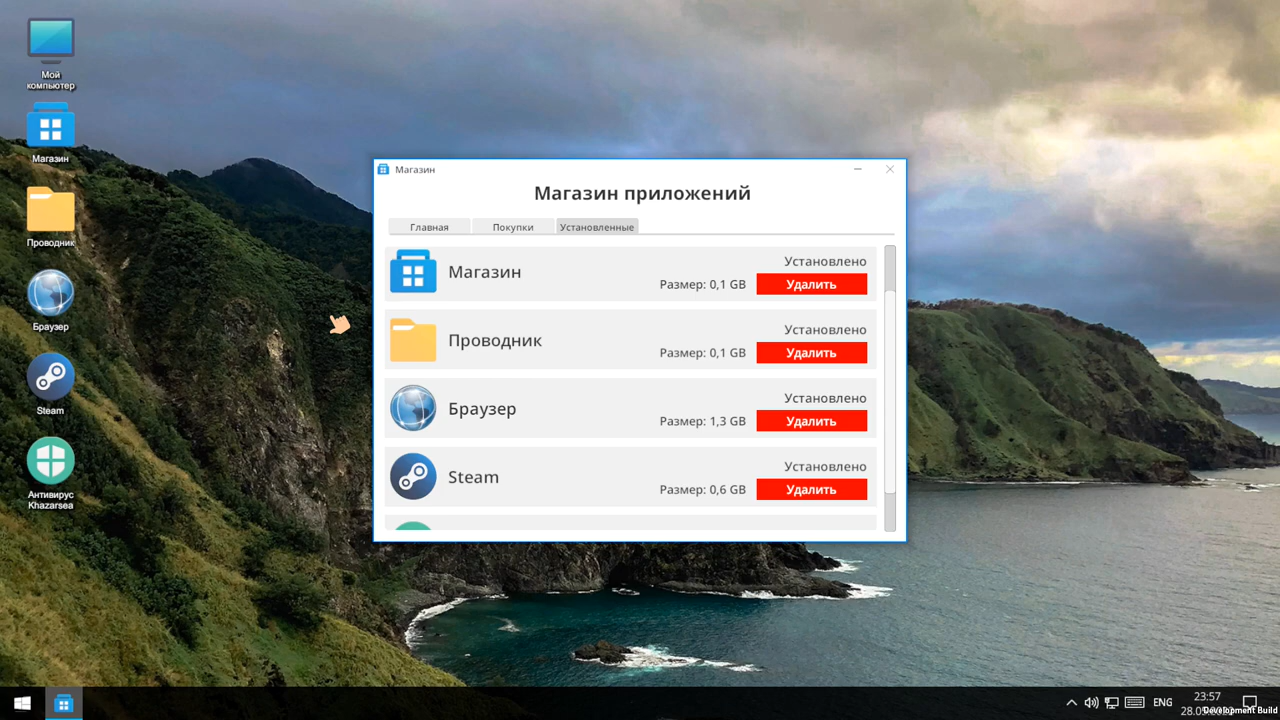 Мой
компьютер
Магазин
Проводник
Браузер
Steam
Антивирус
Khazarsea
Магазин
Магазин приложений
Главная
Покупки
Установленные
Магазин
Установлено
Размер: 0,1 GB
Удалить
Проводник
Установлено
Размер: 0,1 GB
Удалить
Браузер
Установлено
Размер: 1,3 GB
Удалить
Steam
Установлено
Размер: 0,6 GB
Удалить
ENG
23:57
Development Build